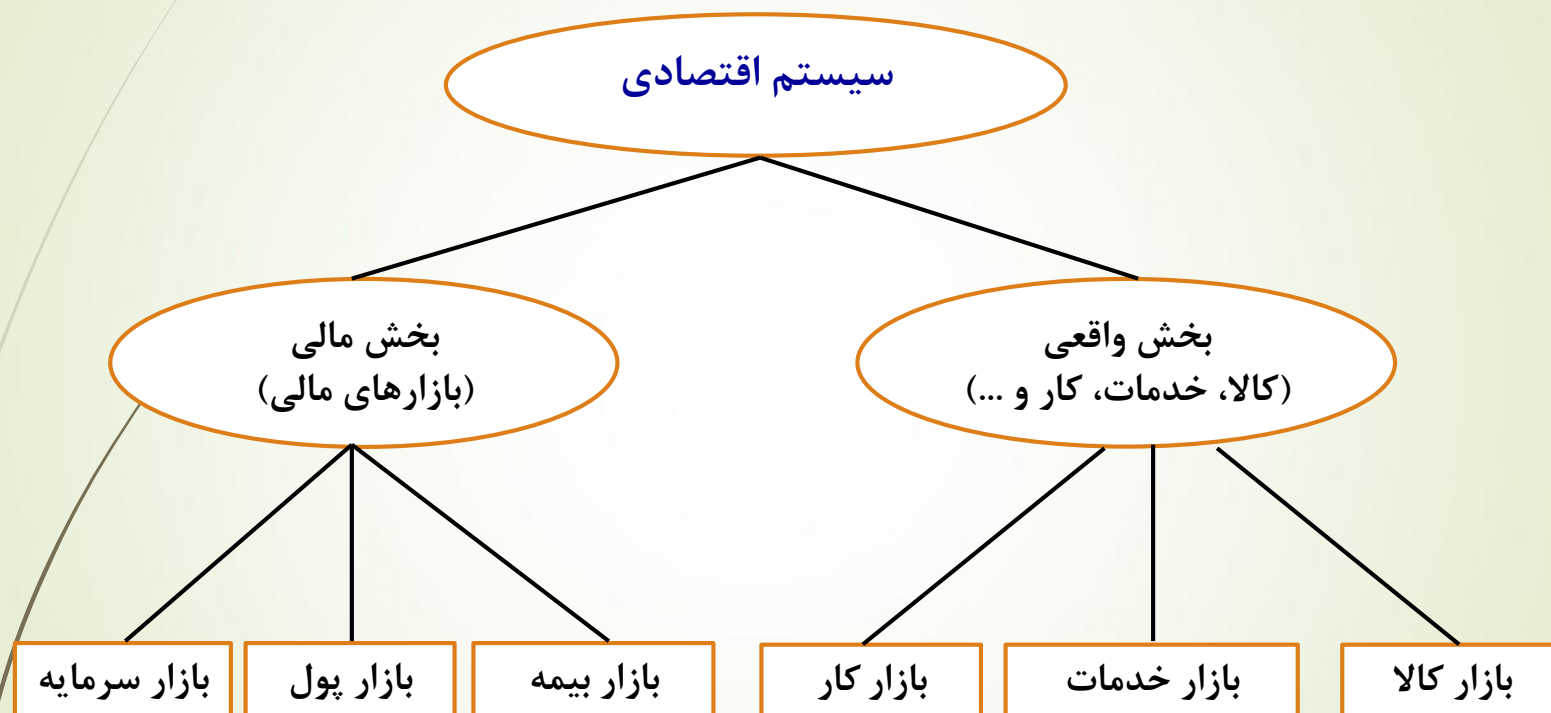 سیستم اقتصادی
بخش واقعی
(کالا، خدمات، کار و ...)
بخش مالی
(بازارهای مالی)
بازار کالا
بازار خدمات
بازار کار
بازار بیمه
بازار پول
بازار سرمایه